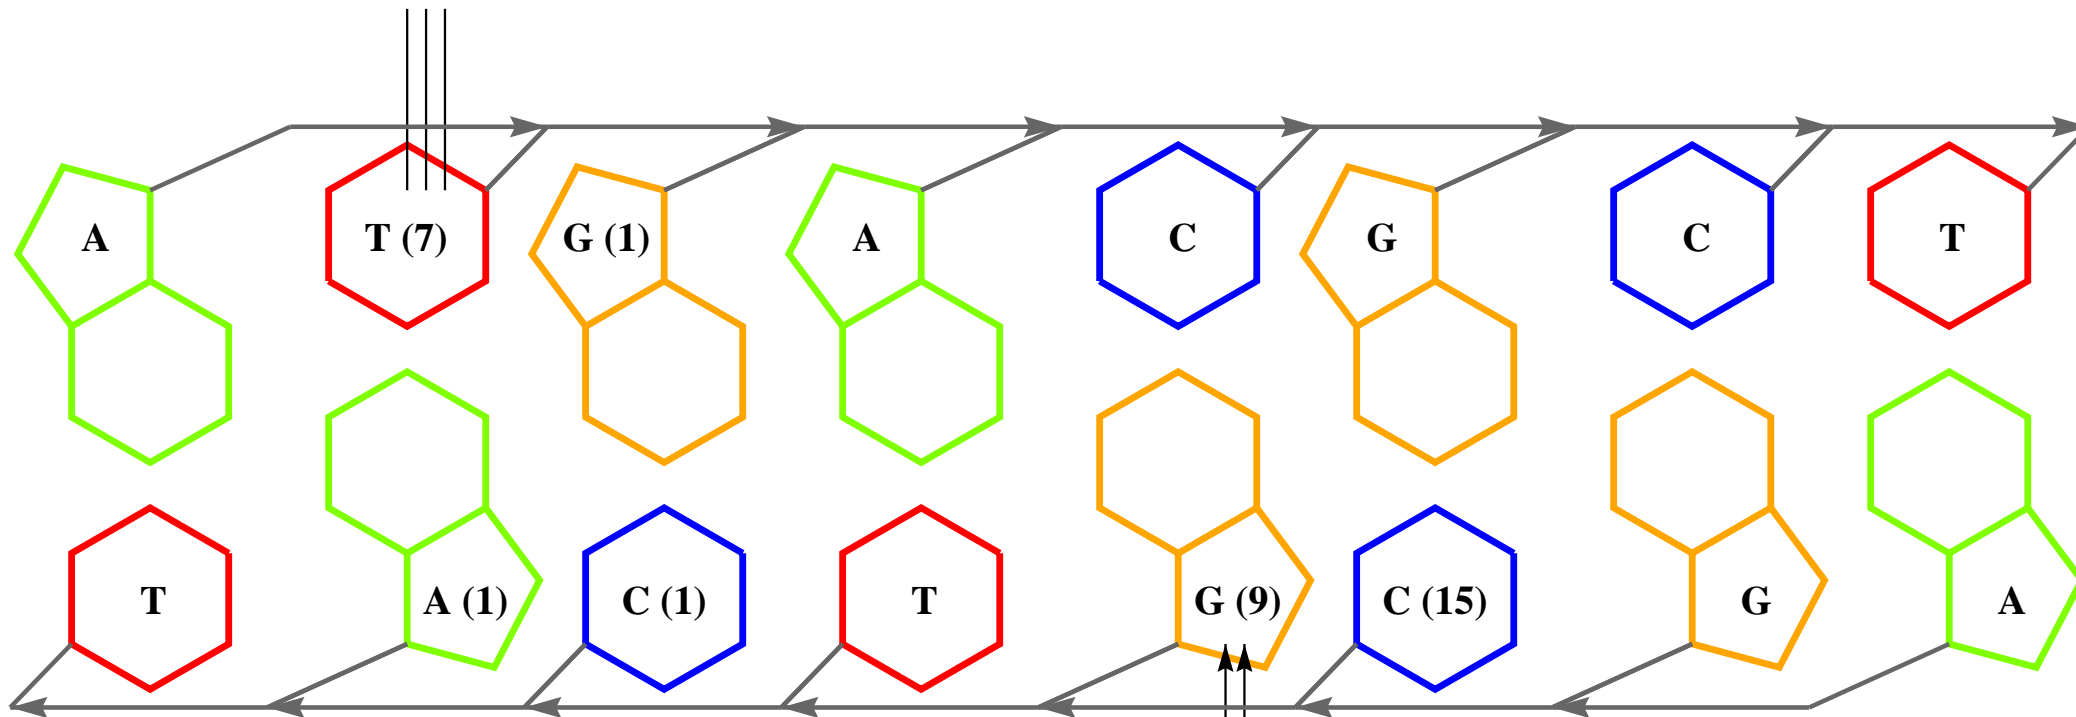 A T (7) G (1) A C G C T
T A (1) C (1) T G (9) C (15) G A